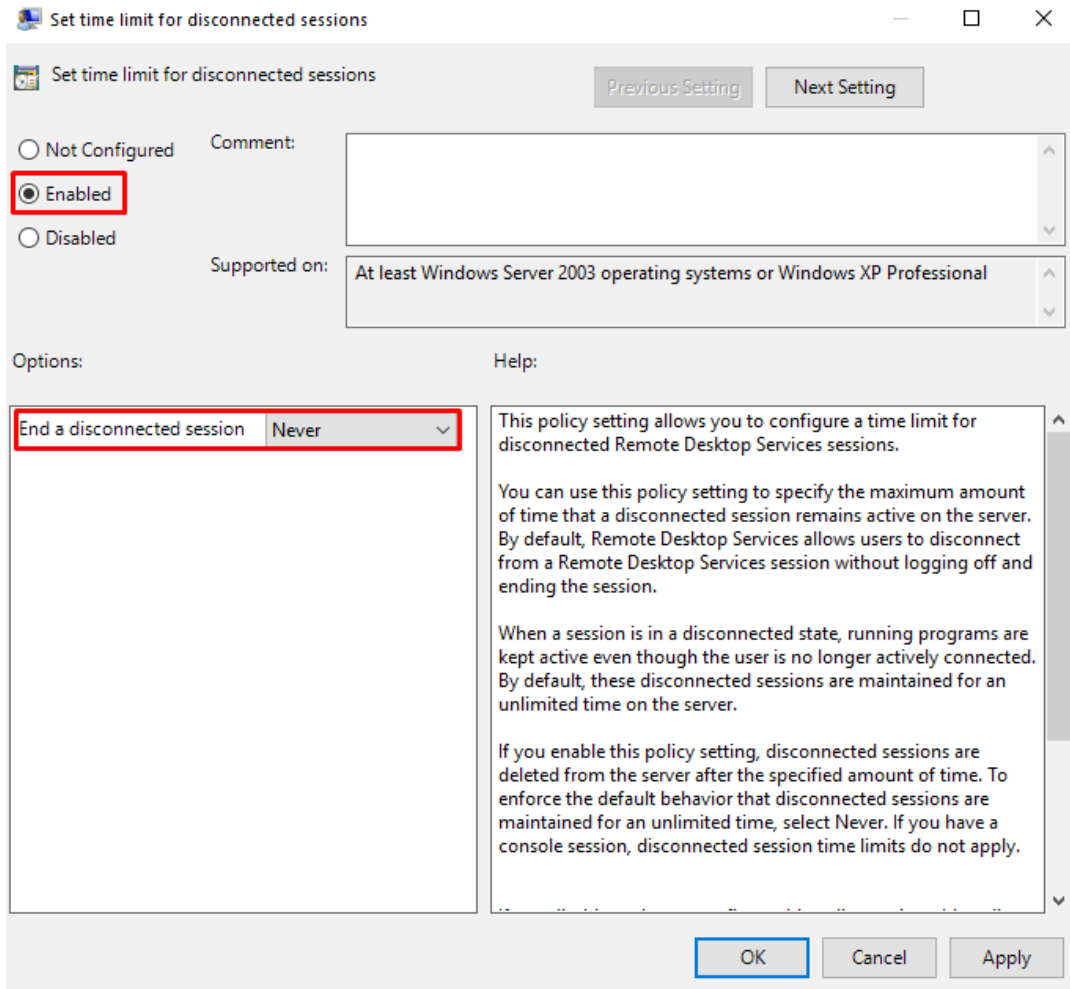 Set time limit for disconnected sessions
Set time limit for disconnected sessions
Previous Setting
Next Setting
Not Configured
Enabled
Disabled
Comment:
Supported on:
At least Windows Server 2003 operating systems or Windows XP Professional
Options:
Help:
End a disconnected session
Never
This policy setting allows you to configure a time limit for
disconnected Remote Desktop Services sessions.
You can use this policy setting to specify the maximum amount
of time that a disconnected session remains active on the server.
By default, Remote Desktop Services allows users to disconnect
from a Remote Desktop Services session without logging off and
ending the session.
When a session is in a disconnected state, running programs are
kept active even though the user is no longer actively connected.
By default, these disconnected sessions are maintained for an
unlimited time on the server.
If you enable this policy setting, disconnected sessions are
deleted from the server after the specified amount of time. To
enforce the default behavior that disconnected sessions are
maintained for an unlimited time, select Never. If you have a
console session, disconnected session time limits do not apply.
OK
Cancel
Apply